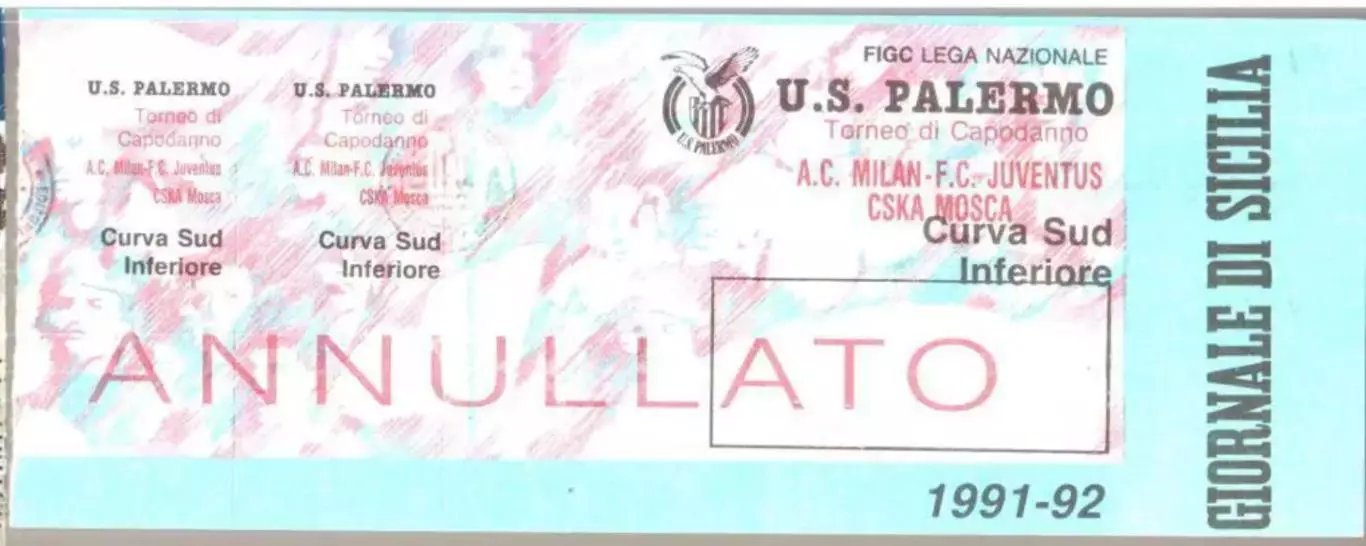 U.S. PALERMO
Torneo di
Capodanno
A.C. Milan-F.C. Juventus
CSKA Mosca
Curva Sud
Inferiore
U.S. PALERMO
Torneo di
Capodanno
A.C. Milan-F.C. Juventus
CSKA Mosca
Curva Sud
Inferiore
U.S. PALERMO
FIGC LEGA NAZIONALE
U.S. PALERMO
Torneo di Capodanno
A.C. MILAN-F.C. JUVENTUS
CSKA MOSCA
Curva Sud
Inferiore
ANNULLATO
1991-92
GIORNALE DI SICILIA